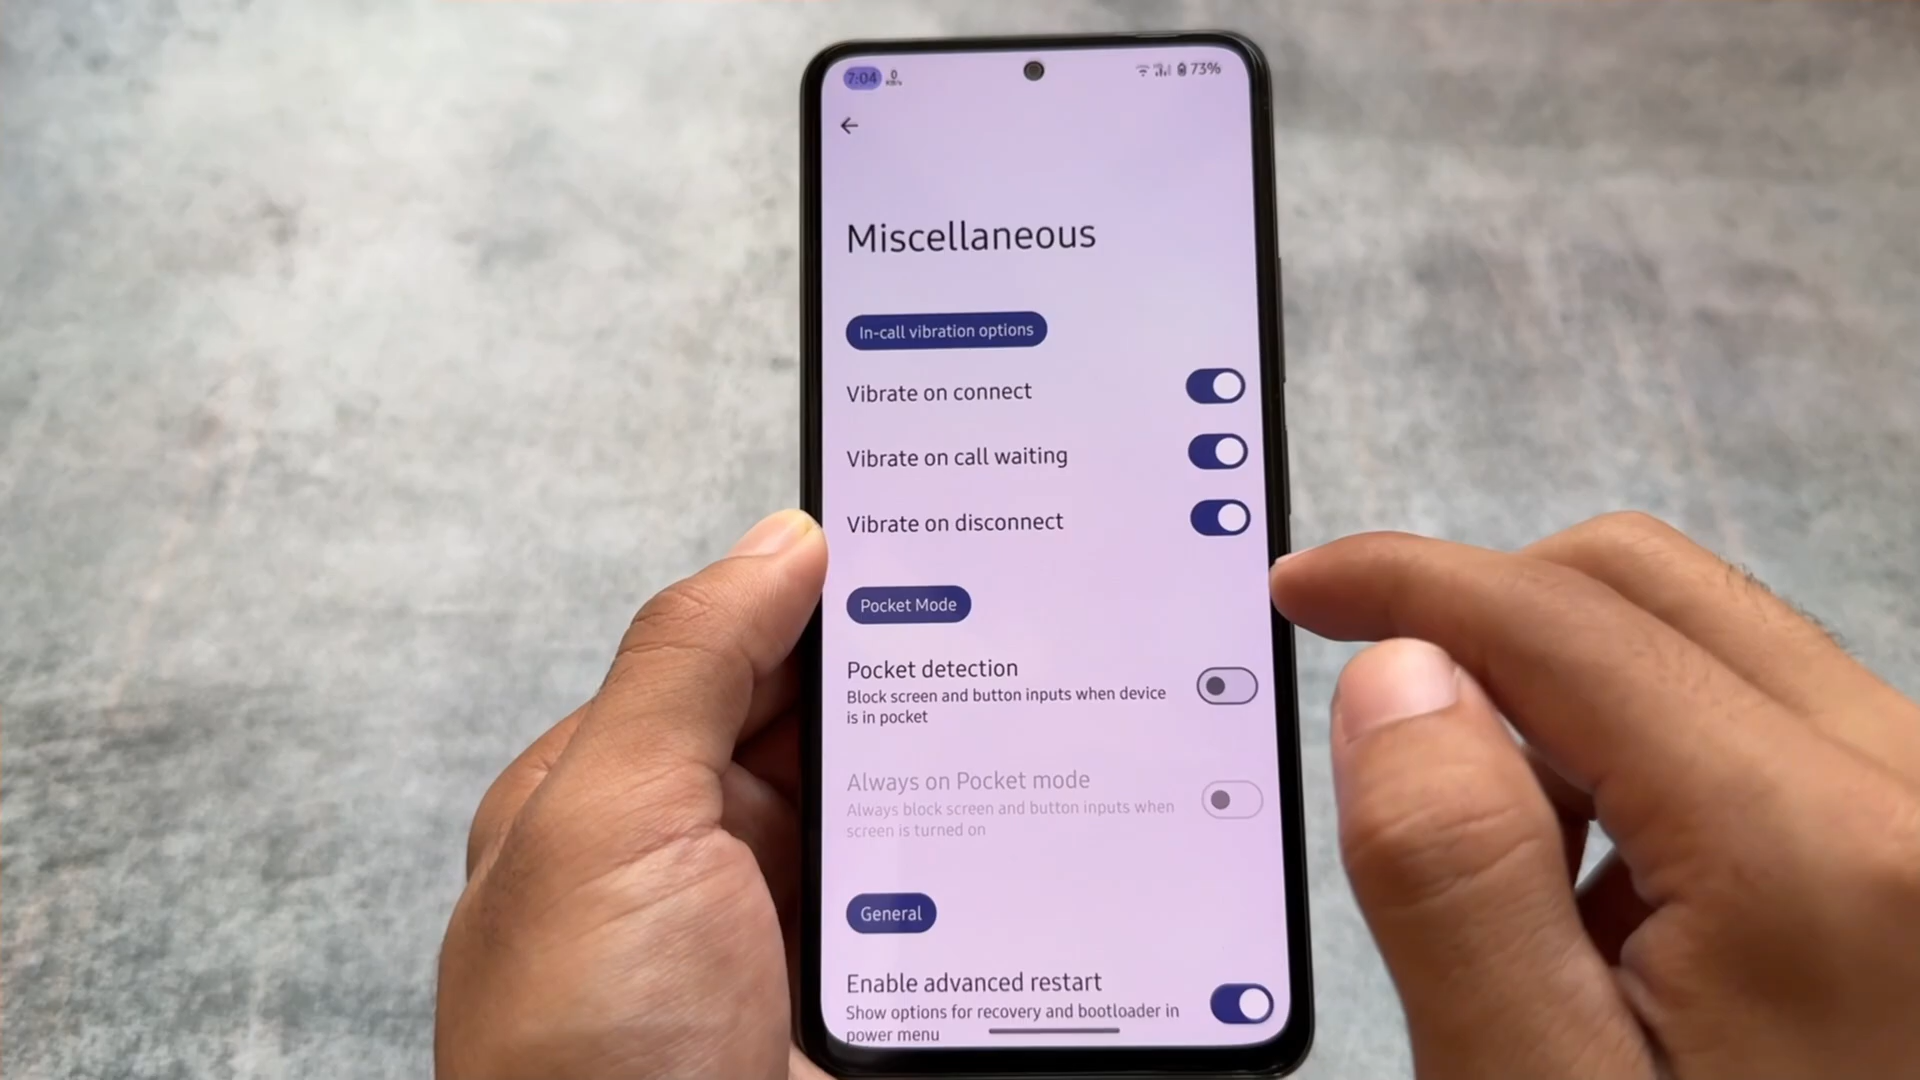 7:04 0 73%
Miscellaneous
In-call vibration options
Vibrate on connect
Vibrate on call waiting
Vibrate on disconnect
Pocket Mode
Pocket detection
Block screen and button inputs when device
is in pocket
Always on Pocket mode
Always block screen and button inputs when
screen is turned on
General
Enable advanced restart
Show options for recovery and bootloader in
power menu